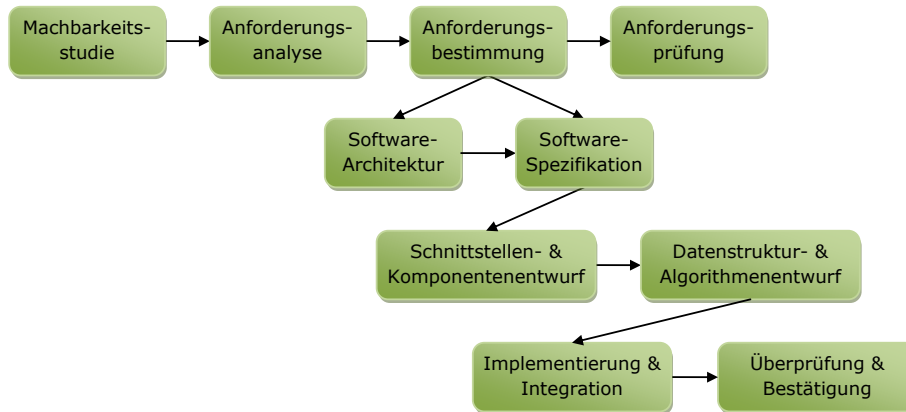 Machbarkeits-
studie
Anforderungs-
analyse
Anforderungs-
bestimmung
Anforderungs-
prüfung
Software-
Architektur
Software-
Spezifikation
Schnittstellen- &
Komponentenentwurf
Datenstruktur- &
Algorithmenentwurf
Implementierung &
Integration
Überprüfung &
Bestätigung